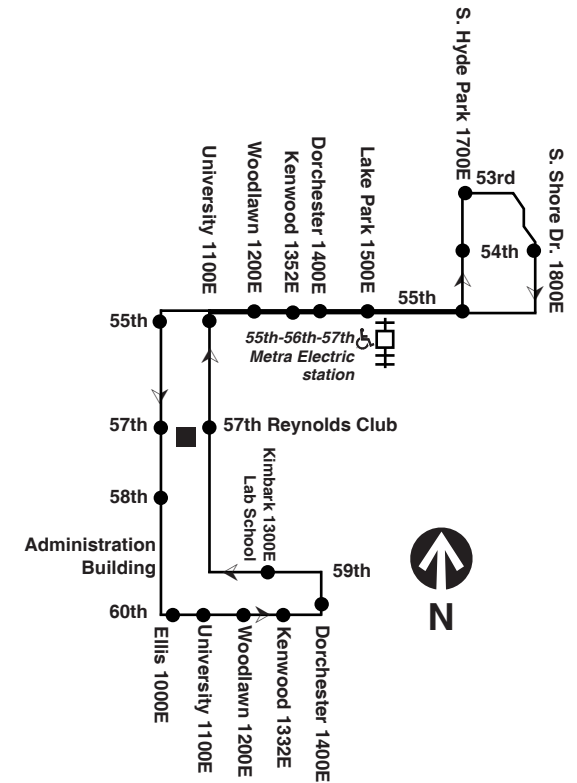 S. Hyde Park 1700E
53rd
S. Shore Dr. 1800E
54th
University 1100E
Woodlawn 1200E
Kenwood 1352E
Dorchester 1400E
Lake Park 1500E
55th
55th
55th-56th-57th
Metra Electric
station
57th
57th Reynolds Club
58th
Kimbark 1300E
Lab School
Administration
Building
59th
60th
N
Ellis 1000E
University 1100E
Woodlawn 1200E
Kenwood 1332E
Dorchester 1400E